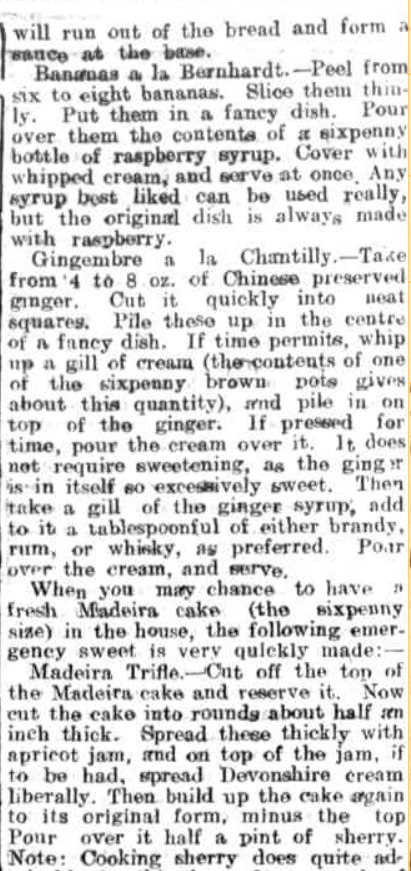 will run out of the bread and form a
sauce at the base.
Bananas a la Bernhardt.—Peel from
six to eight bananas. Slice them thin-
ly. Put them in a fancy dish. Pour
over them the contents of a sixpenny
bottle of raspberry syrup. Cover with
whipped cream, and serve at once. Any
syrup best liked can be used really,
but the original dish is always made
with raspberry.
Gingembre a la Chantilly.—Take
from 4 to 8 oz. of Chinese preserved
ginger. Cut it quickly into neat
squares. Pile these up in the centre
of a fancy dish. If time permits, whip
up a gill of cream (the contents of one
of the sixpenny brown pots gives
about this quantity), and pile in on
top of the ginger. If pressed for
time, pour the cream over it. It does
not require sweetening, as the ginger
is in itself so excessively sweet. Then
take a gill of the ginger syrup, add
to it a tablespoonful of either brandy,
rum, or whisky, as preferred. Pour
over the cream, and serve.
When you may chance to have a
fresh Madeira cake (the sixpenny
size) in the house, the following emer-
gency sweet is very quickly made:—
Madeira Trifle.—Cut off the top of
the Madeira cake and reserve it. Now
cut the cake into rounds about half an
inch thick. Spread these thickly with
apricot jam, and on top of the jam, if
to be had, spread Devonshire cream
liberally. Then build up the cake again
to its original form, minus the top
Pour over it half a pint of sherry.
Note: Cooking sherry does quite ad-